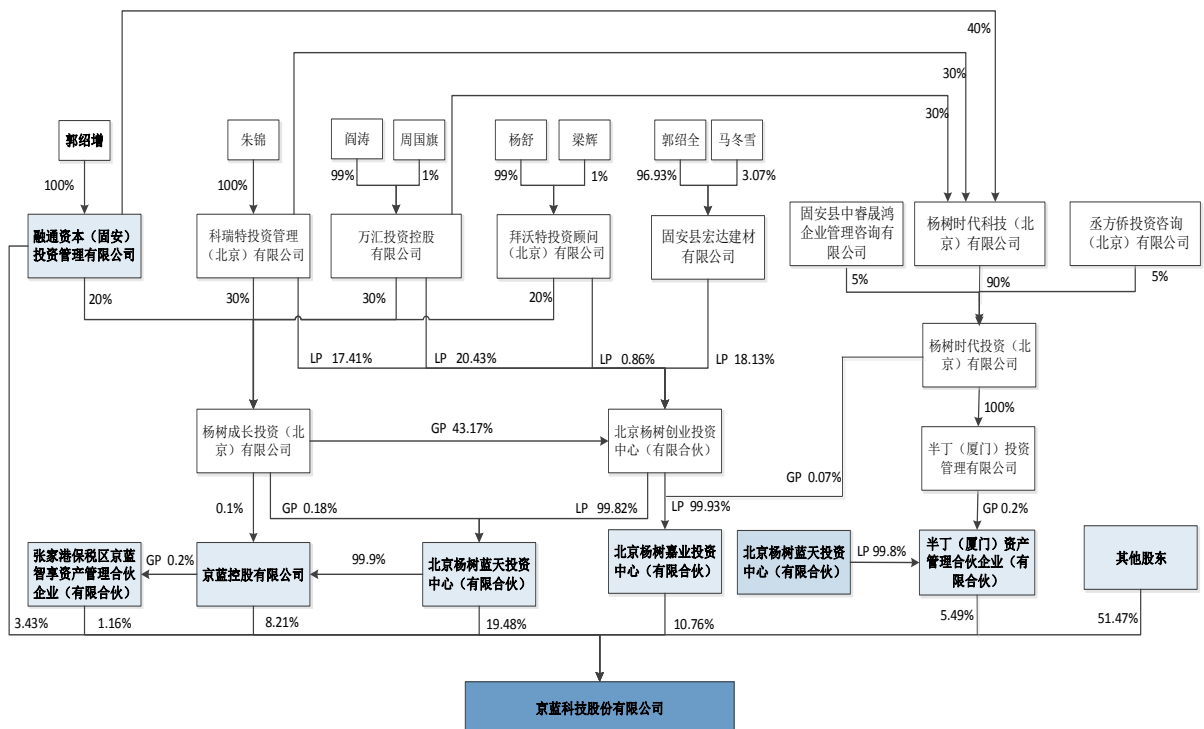 40%
30%
30%
郭绍增
朱锦
阎涛
周国旗
杨舒
梁辉
郭绍全
马冬雪
100%
100%
99%
1%
99%
1%
96.93%
3.07%
融通资本（固安）
投资管理有限公司
科瑞特投资管理
（北京）有限公司
万汇投资控股
有限公司
拜沃特投资顾问
（北京）有限公司
固安县宏达建材
有限公司
固安县中睿晟鸿
企业管理咨询有
限公司
杨树时代科技（北
京）有限公司
丞方侨投资咨询
（北京）有限公司
20%
30%
30%
20%
5%
90%
5%
LP 17.41%
LP 20.43%
LP 0.86%
LP 18.13%
杨树时代投资（北
京）有限公司
100%
杨树成长投资（北
京）有限公司
GP 43.17%
北京杨树创业投资
中心（有限合伙）
半丁（厦门）投资
管理有限公司
GP 0.07%
0.1%
GP 0.18%
LP 99.82%
LP 99.93%
GP 0.2%
张家港保税区京蓝
智享资产管理合伙
企业（有限合伙）
GP 0.2%
京蓝控股有限公司
99.9%
北京杨树蓝天投资
中心（有限合伙）
北京杨树嘉业投资
中心（有限合伙）
北京杨树蓝天投资
中心（有限合伙）
LP 99.8%
半丁（厦门）资产
管理合伙企业（有
限合伙）
其他股东
3.43%
1.16%
8.21%
19.48%
10.76%
5.49%
51.47%
京蓝科技股份有限公司